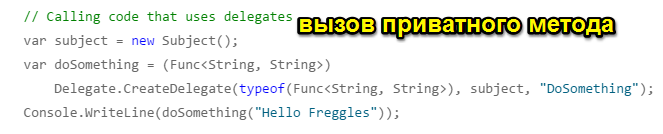 // Calling code that uses delegates
вызов приватного метода
var subject = new Subject();
var doSomething = (Func<String, String>)
Delegate.CreateDelegate(typeof(Func<String, String>), subject, "DoSomething");
Console.WriteLine(doSomething("Hello Freggles"));